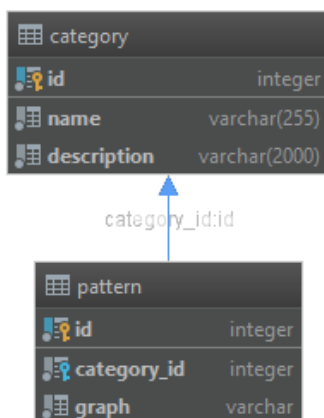 category
id integer
name varchar(255)
description varchar(2000)
category_id:id
pattern
id integer
category_id integer
graph varchar